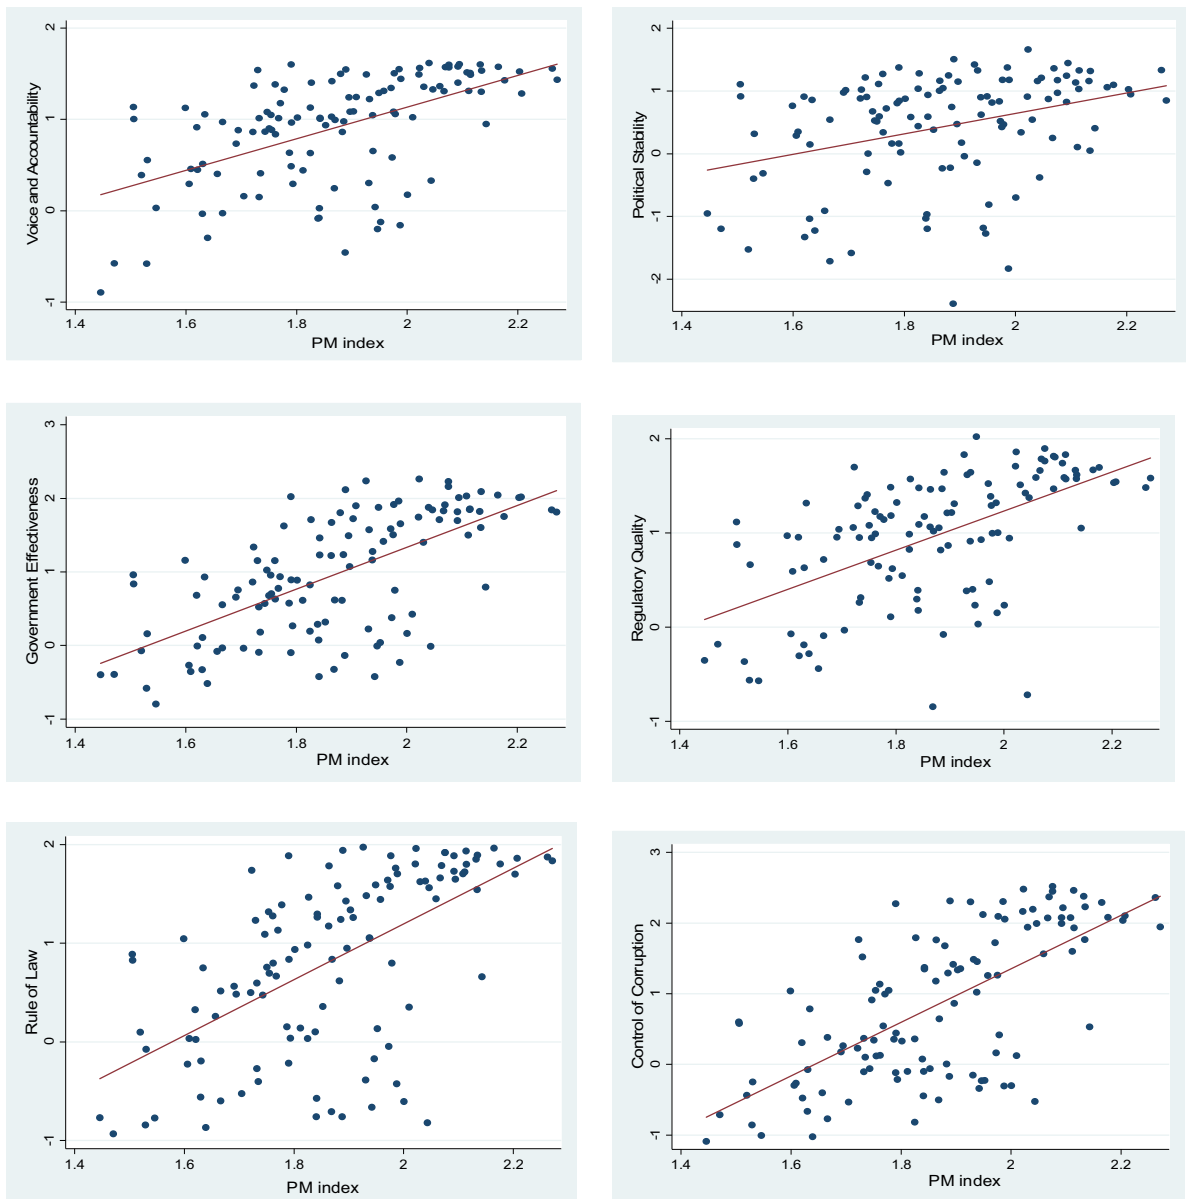 Voice and Accountability
2
1
0
-1
1.4 1.6 1.8 2 2.2
PM index
Political Stability
2
1
0
-1
-2
1.4 1.6 1.8 2 2.2
PM index
Government Effectiveness
3
2
1
0
-1
1.4 1.6 1.8 2 2.2
PM index
Regulatory Quality
2
1
0
-1
1.4 1.6 1.8 2 2.2
PM index
Rule of Law
2
1
0
-1
1.4 1.6 1.8 2 2.2
PM index
Control of Corruption
3
2
1
0
-1
1.4 1.6 1.8 2 2.2
PM index